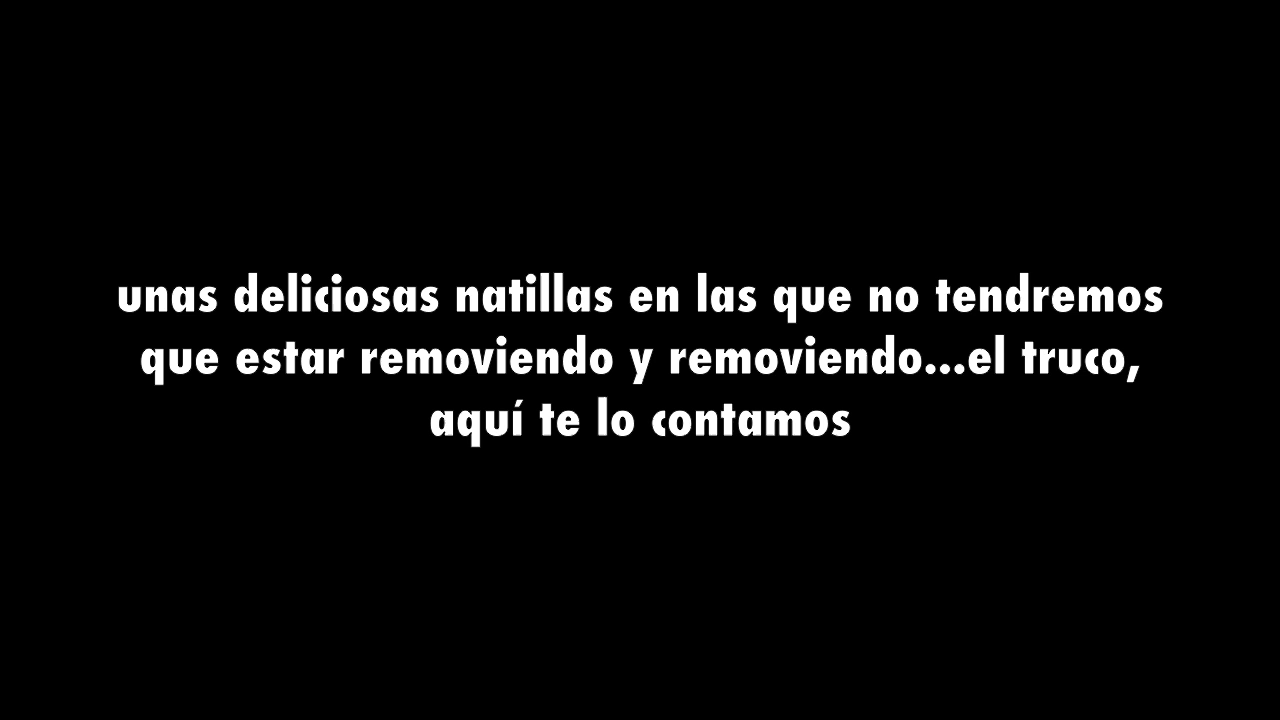 unas deliciosas natillas en las que no tendremos
que estar removiendo y removiendo...el truco,
aquí te lo contamos